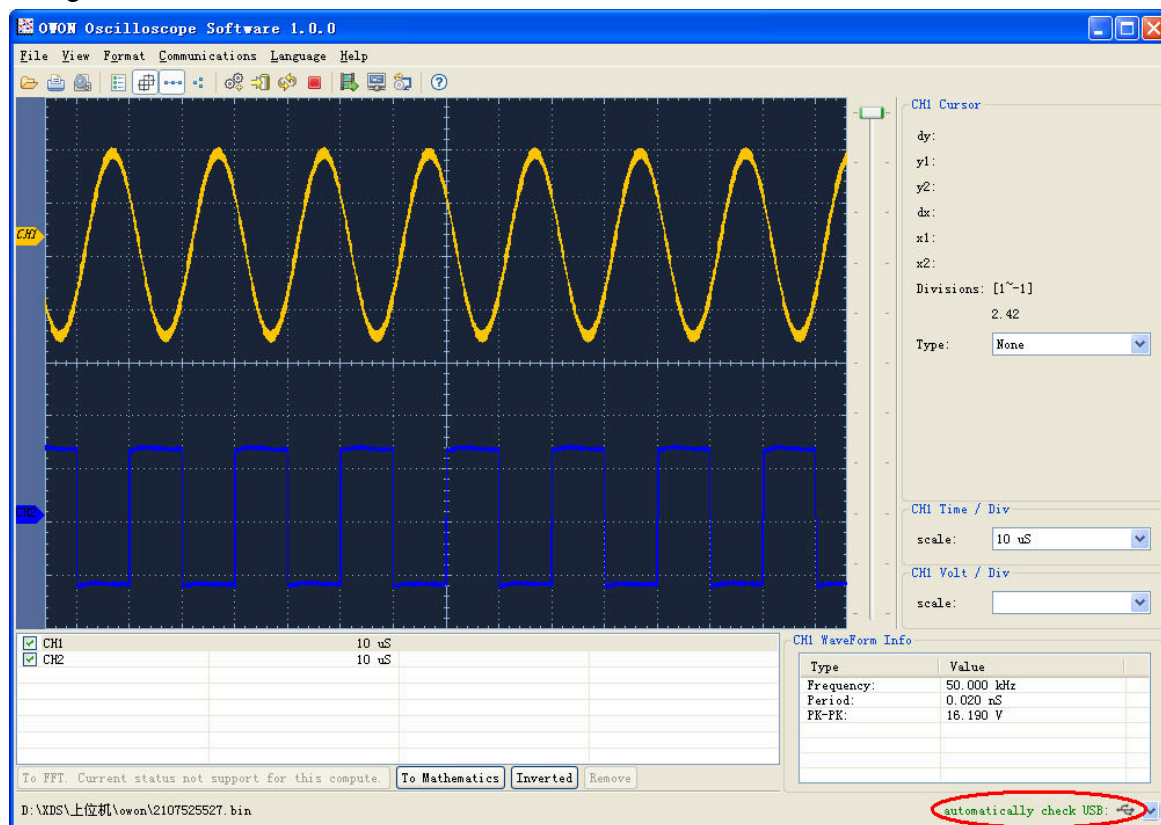 OWON Oscilloscope Software 1.0.0
File View Format Communications Language Help
CH1 Cursor
dy:
y1:
y2:
dx:
x1:
x2:
Divisions: [1~-1]
2.42
Type: None
CH1
CH2
CH1 Time / Div
scale: 10 uS
CH1 Volt / Div
scale:
CH1 10 uS
CH2 10 uS
CH1 WaveForm Info
Type Value
Frequency: 50.000 kHz
Period: 0.020 mS
PK-PK: 16.190 V
To FFT. Current status not support for this compute. To Mathematics Inverted Remove
D:\XDS\上位机\owon\2107525527.bin
automatically check USB: